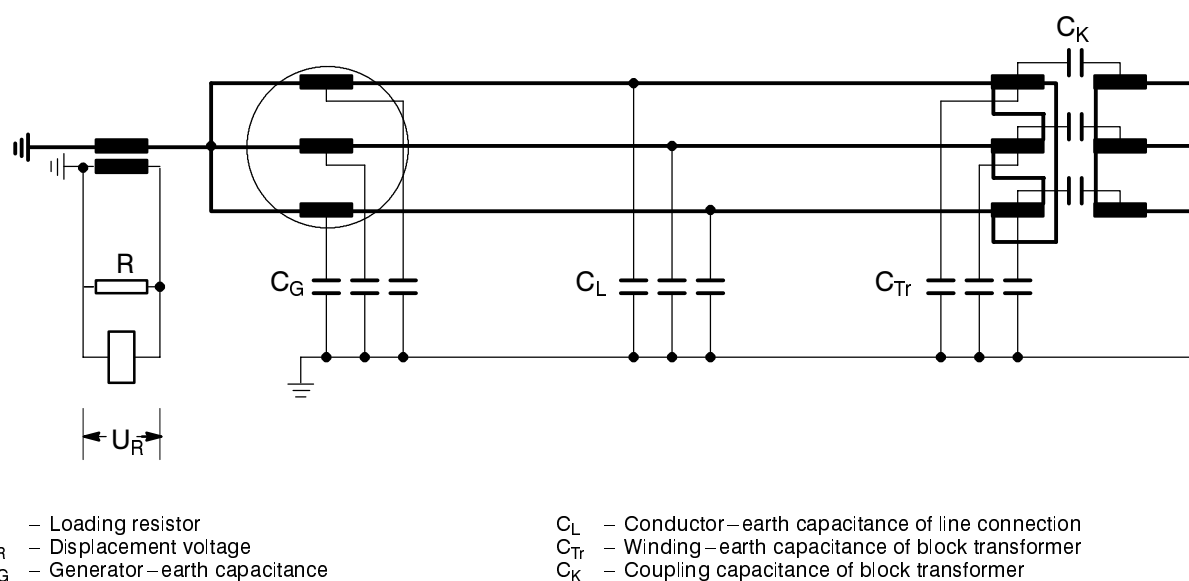 C_K
R
C_G
C_L
C_Tr
U_R
– Loading resistor
R – Displacement voltage
G – Generator–earth capacitance
C_L – Conductor–earth capacitance of line connection
C_Tr – Winding–earth capacitance of block transformer
C_K – Coupling capacitance of block transformer